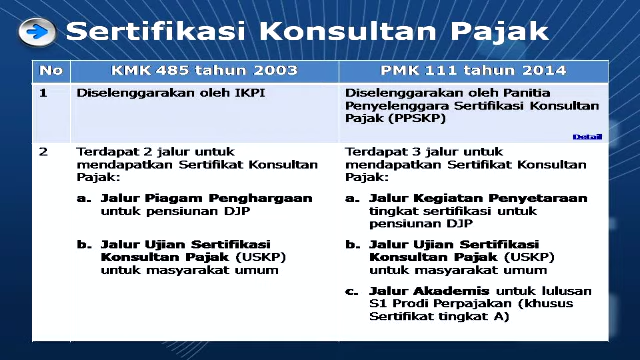 Sertifikasi Konsultan Pajak
No KMK 485 tahun 2003 PMK 111 tahun 2014
1 Diselenggarakan oleh IKPI
Diselenggarakan oleh Panitia
Penyelenggara Sertifikasi Konsultan
Pajak (PPSKP)
Detail
2 Terdapat 2 jalur untuk
mendapatkan Sertifikat Konsultan
Pajak:
a. Jalur Piagam Penghargaan
untuk pensiunan DJP
b. Jalur Ujian Sertifikasi
Konsultan Pajak (USKP)
untuk masyarakat umum
Terdapat 3 jalur untuk
mendapatkan Sertifikat Konsultan
Pajak:
a. Jalur Kegiatan Penyetaraan
tingkat sertifikasi untuk
pensiunan DJP
b. Jalur Ujian Sertifikasi
Konsultan Pajak (USKP)
untuk masyarakat umum
c. Jalur Akademis untuk lulusan
S1 Prodi Perpajakan (khusus
Sertifikat tingkat A)